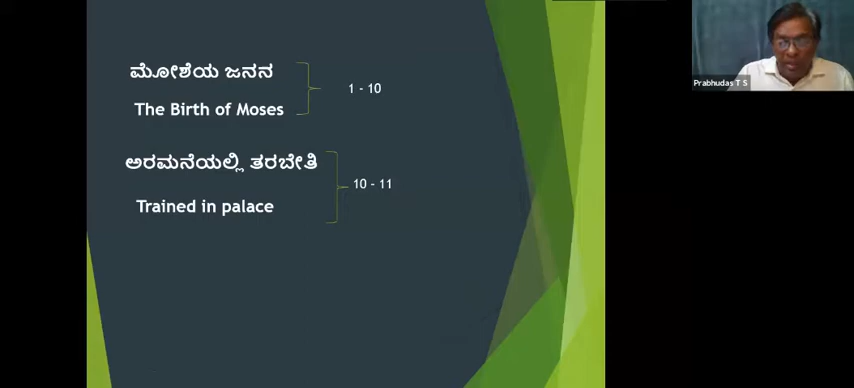 ಮೋಶೆಯ ಜನನ
1 - 10
The Birth of Moses
ಅರಮನೆಯಲ್ಲಿ ತರಬೇತಿ
10 - 11
Trained in palace
Prabhudas T S